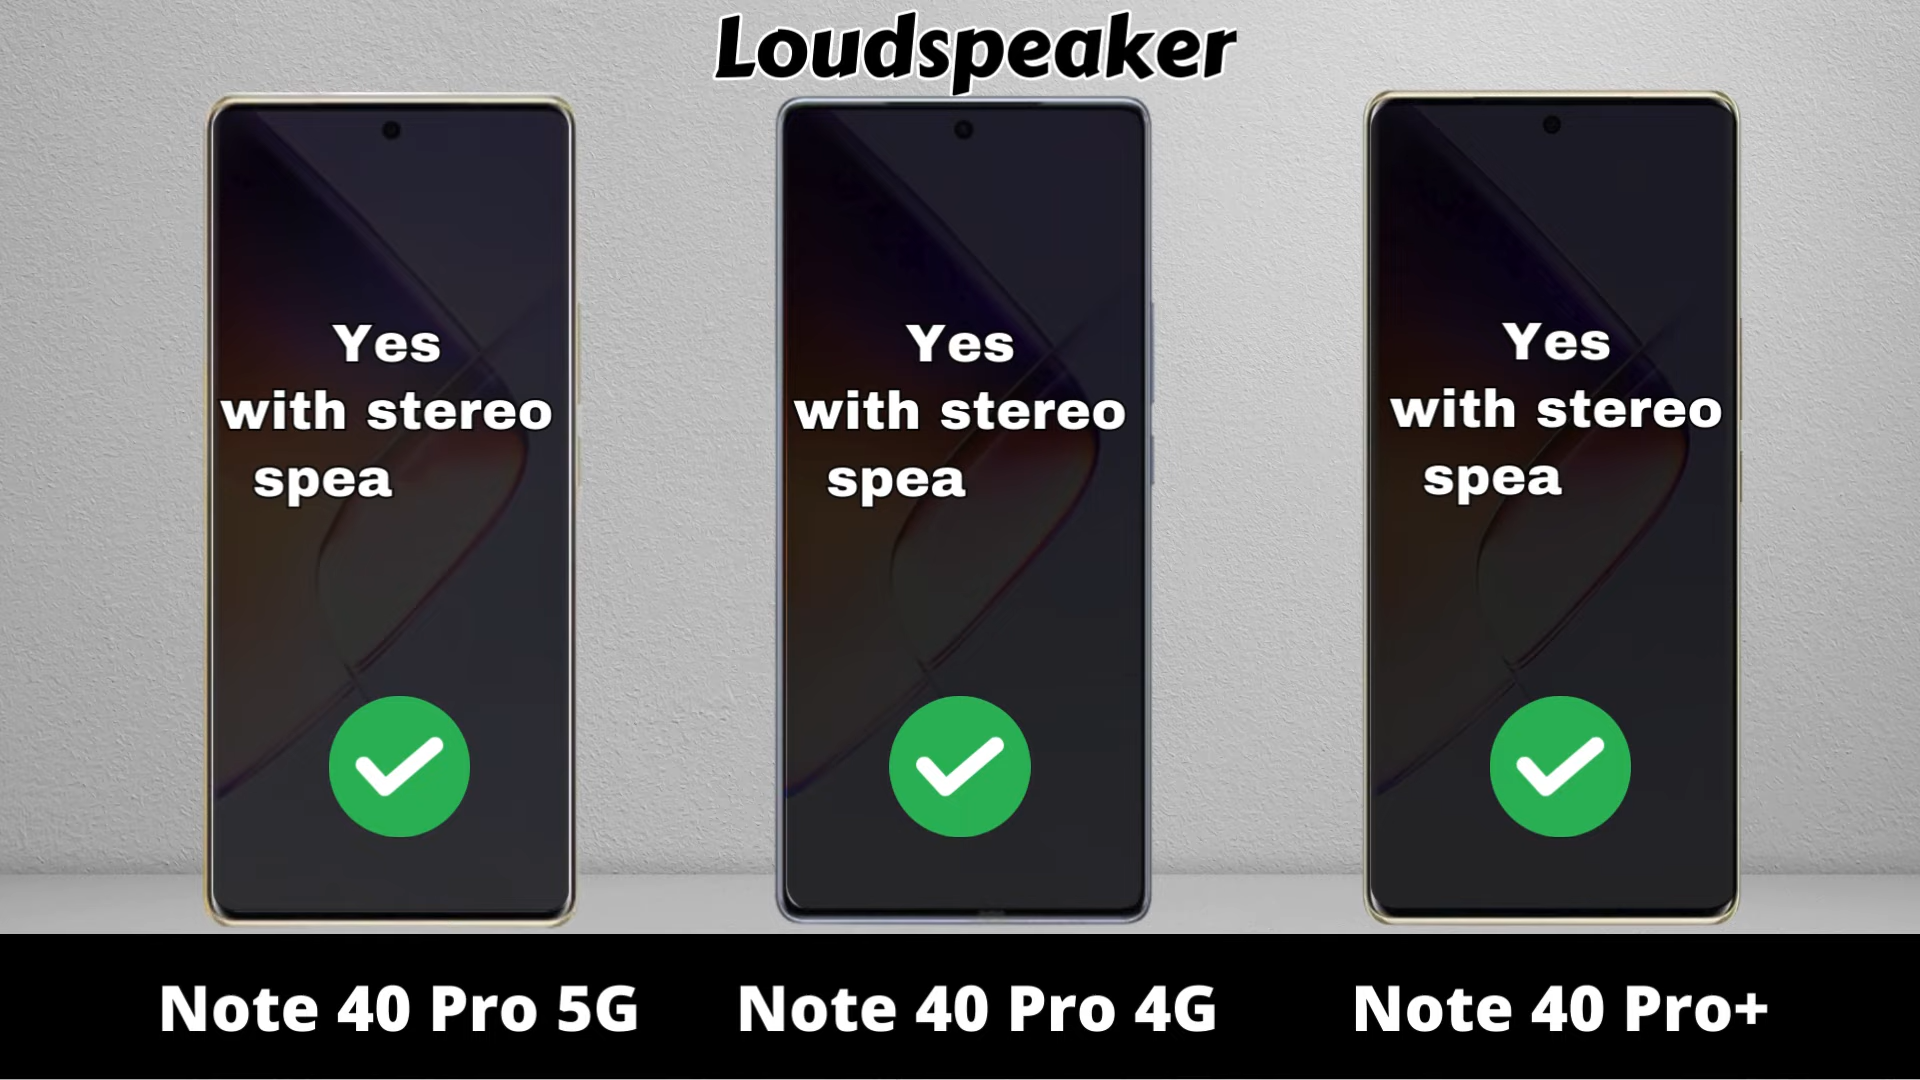 Loudspeaker
Yes
with stereo
spea
Yes
with stereo
spea
Yes
with stereo
spea
Note 40 Pro 5G
Note 40 Pro 4G
Note 40 Pro+